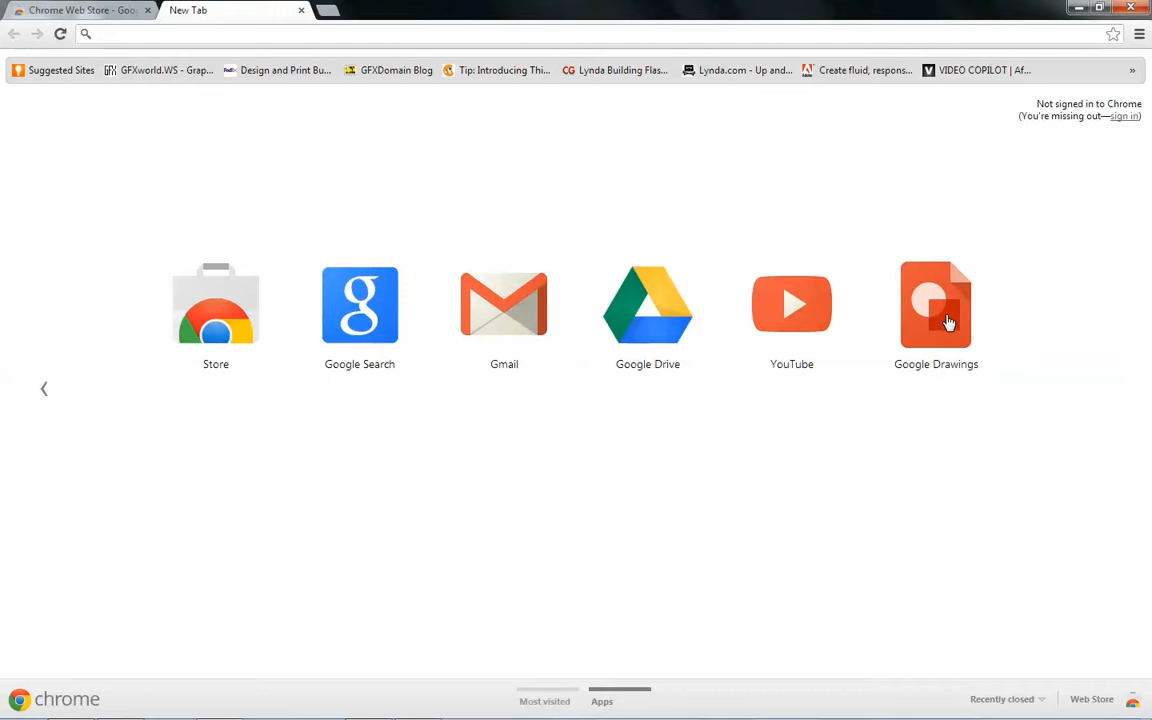 Chrome Web Store - Goo
New Tab
Suggested Sites
GFX
GFXworld.WS - Grap...
FedEx
Design and Print Bu...
GFXDomain Blog
Tip: Introducing Thi...
CG
Lynda Building Flas...
Lynda.com - Up and...
Create fluid, respons...
V
VIDEO COPILOT | Af...
»
Not signed in to Chrome
(You're missing out—sign in)
g
Store
Google Search
Gmail
Google Drive
YouTube
Google Drawings
chrome
Most visited
Apps
Recently closed
Web Store